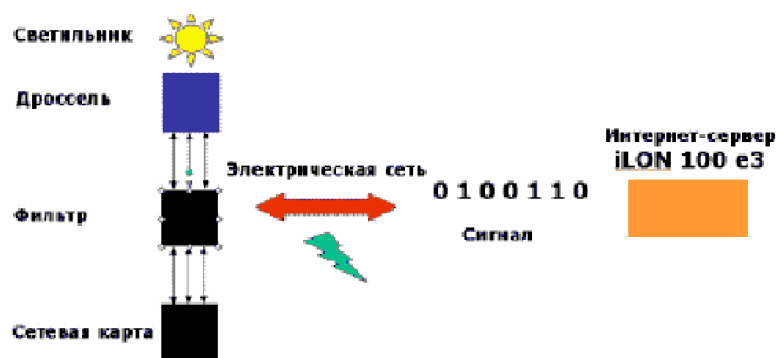 Светильник
Дроссель
Интернет-сервер
iLON 100 e3
Электрическая сеть
0 1 0 0 1 1 0
Фильтр
Сигнал
Сетевая карта